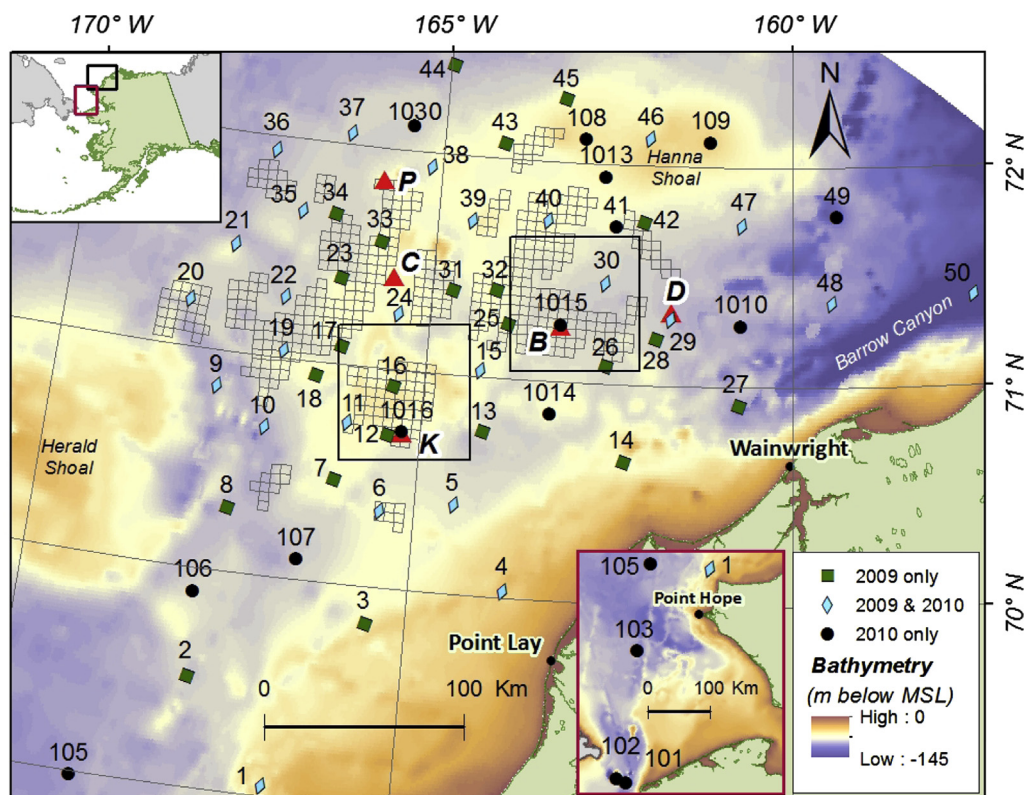 170° W
165° W
160° W
N
72° N
71° N
70° N
44
45
37
1030
108
46
109
36
43
1013
Hanna
Shoal
38
P
35
34
39
40
41
42
47
49
21
33
23
C
31
32
30
D
48
50
20
22
24
1015
1010
Barrow Canyon
19
17
25
B
26
28
29
9
18
16
15
1014
27
10
11
1016
12
K
13
14
Wainwright
Herald
Shoal
8
7
6
5
107
106
4
3
2
Point Lay
0
100 Km
105
1
105
1
Point Hope
103
0
100 Km
102
101
2009 only
2009 & 2010
2010 only
Bathymetry
(m below MSL)
High : 0
Low : -145